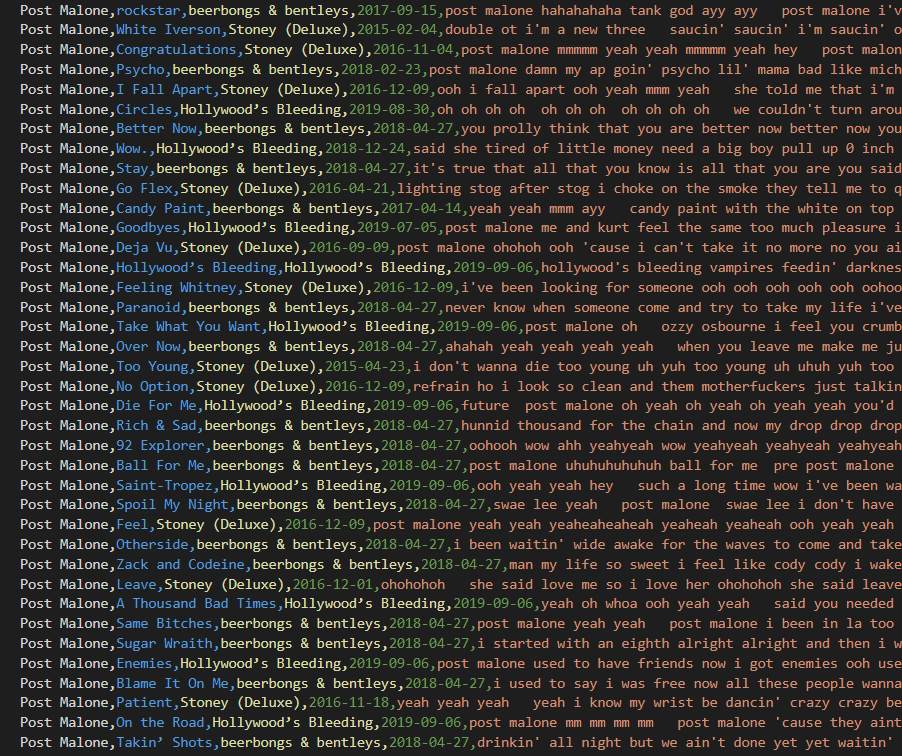 Post Malone,rockstar,beerbongs & bentleys,2017-09-15,post malone hahahahaha tank god ayy ayy   post malone i'v
Post Malone,White Iverson,Stoney (Deluxe),2015-02-04,double ot i'm a new three   saucin' saucin' i'm saucin' o
Post Malone,Congratulations,Stoney (Deluxe),2016-11-04,post malone mmmmm yeah yeah mmmmmm yeah hey   post malon
Post Malone,Psycho,beerbongs & bentleys,2018-02-23,post malone damn my ap goin' psycho lil' mama bad like mich
Post Malone,I Fall Apart,Stoney (Deluxe),2016-12-09,ooh i fall apart ooh yeah mmm yeah   she told me that i'm
Post Malone,Circles,Hollywood’s Bleeding,2019-08-30,oh oh oh oh  oh oh oh  oh oh oh oh   we couldn't turn arou
Post Malone,Better Now,beerbongs & bentleys,2018-04-27,you prolly think that you are better now better now you
Post Malone,Wow.,Hollywood’s Bleeding,2018-12-24,said she tired of little money need a big boy pull up 0 inch
Post Malone,Stay,beerbongs & bentleys,2018-04-27,it's true that all that you know is all that you are you said
Post Malone,Go Flex,Stoney (Deluxe),2016-04-21,lighting stog after stog i choke on the smoke they tell me to q
Post Malone,Candy Paint,beerbongs & bentleys,2017-04-14,yeah yeah mmm ayy   candy paint with the white on top
Post Malone,Goodbyes,Hollywood’s Bleeding,2019-07-05,post malone me and kurt feel the same too much pleasure i
Post Malone,Deja Vu,Stoney (Deluxe),2016-09-09,post malone ohohoh ooh 'cause i can't take it no more no you ai
Post Malone,Hollywood’s Bleeding,Hollywood’s Bleeding,2019-09-06,hollywood's bleeding vampires feedin' darknes
Post Malone,Feeling Whitney,Stoney (Deluxe),2016-12-09,i've been looking for someone ooh ooh ooh ooh ooh oohoo
Post Malone,Paranoid,beerbongs & bentleys,2018-04-27,never know when someone come and try to take my life i've
Post Malone,Take What You Want,Hollywood’s Bleeding,2019-09-06,post malone oh   ozzy osbourne i feel you crumb
Post Malone,Over Now,beerbongs & bentleys,2018-04-27,ahahah yeah yeah yeah yeah   when you leave me make me ju
Post Malone,Too Young,Stoney (Deluxe),2015-04-23,i don't wanna die too young uh yuh too young uh uhuh yuh too
Post Malone,No Option,Stoney (Deluxe),2016-12-09,refrain ho i look so clean and them motherfuckers just talkin
Post Malone,Die For Me,Hollywood’s Bleeding,2019-09-06,future  post malone oh yeah oh yeah oh yeah yeah you'd
Post Malone,Rich & Sad,beerbongs & bentleys,2018-04-27,hunnid thousand for the chain and now my drop drop drop
Post Malone,92 Explorer,beerbongs & bentleys,2018-04-27,oohooh wow ahh yeahyeah wow yeahyeah yeahyeah yeahyeah
Post Malone,Ball For Me,beerbongs & bentleys,2018-04-27,post malone uhuhuhuhuhuh ball for me  pre post malone
Post Malone,Saint-Tropez,Hollywood’s Bleeding,2019-09-06,ooh yeah yeah hey   such a long time wow i've been wa
Post Malone,Spoil My Night,beerbongs & bentleys,2018-04-27,swae lee yeah   post malone  swae lee i don't have
Post Malone,Feel,Stoney (Deluxe),2016-12-09,post malone yeah yeah yeaheaheaheah yeaheah yeaheah ooh yeah yeah
Post Malone,Otherside,beerbongs & bentleys,2018-04-27,i been waitin' wide awake for the waves to come and take
Post Malone,Zack and Codeine,beerbongs & bentleys,2018-04-27,man my life so sweet i feel like cody cody i wake
Post Malone,Leave,Stoney (Deluxe),2016-12-01,ohohohoh   she said love me so i love her ohohohoh she said leave
Post Malone,A Thousand Bad Times,Hollywood’s Bleeding,2019-09-06,yeah oh whoa ooh yeah yeah   said you needed
Post Malone,Same Bitches,beerbongs & bentleys,2018-04-27,post malone yeah yeah   post malone i been in la too
Post Malone,Sugar Wraith,beerbongs & bentleys,2018-04-27,i started with an eighth alright alright and then i w
Post Malone,Enemies,Hollywood’s Bleeding,2019-09-06,post malone used to have friends now i got enemies ooh use
Post Malone,Blame It On Me,beerbongs & bentleys,2018-04-27,i used to say i was free now all these people wanna
Post Malone,Patient,Stoney (Deluxe),2016-11-18,yeah yeah yeah   yeah i know my wrist be dancin' crazy crazy be
Post Malone,On the Road,Hollywood’s Bleeding,2019-09-06,post malone mm mm mm mm   post malone 'cause they aint
Post Malone,Takin’ Shots,beerbongs & bentleys,2018-04-27,drinkin' all night but we ain't done yet yet waitin'